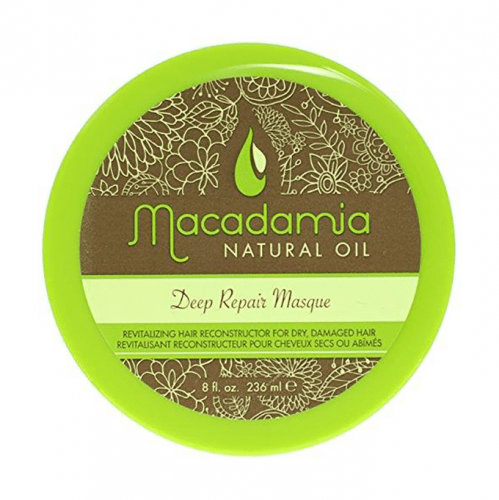 Macadamia
NATURAL OIL
Deep Repair Masque
REVITALIZING HAIR RECONSTRUCTOR FOR DRY, DAMAGED HAIR
REVITALISANT RECONSTRUCTEUR POUR CHEVEUX SECS OU ABÎMÉS
8 fl. oz. 236 ml ℮